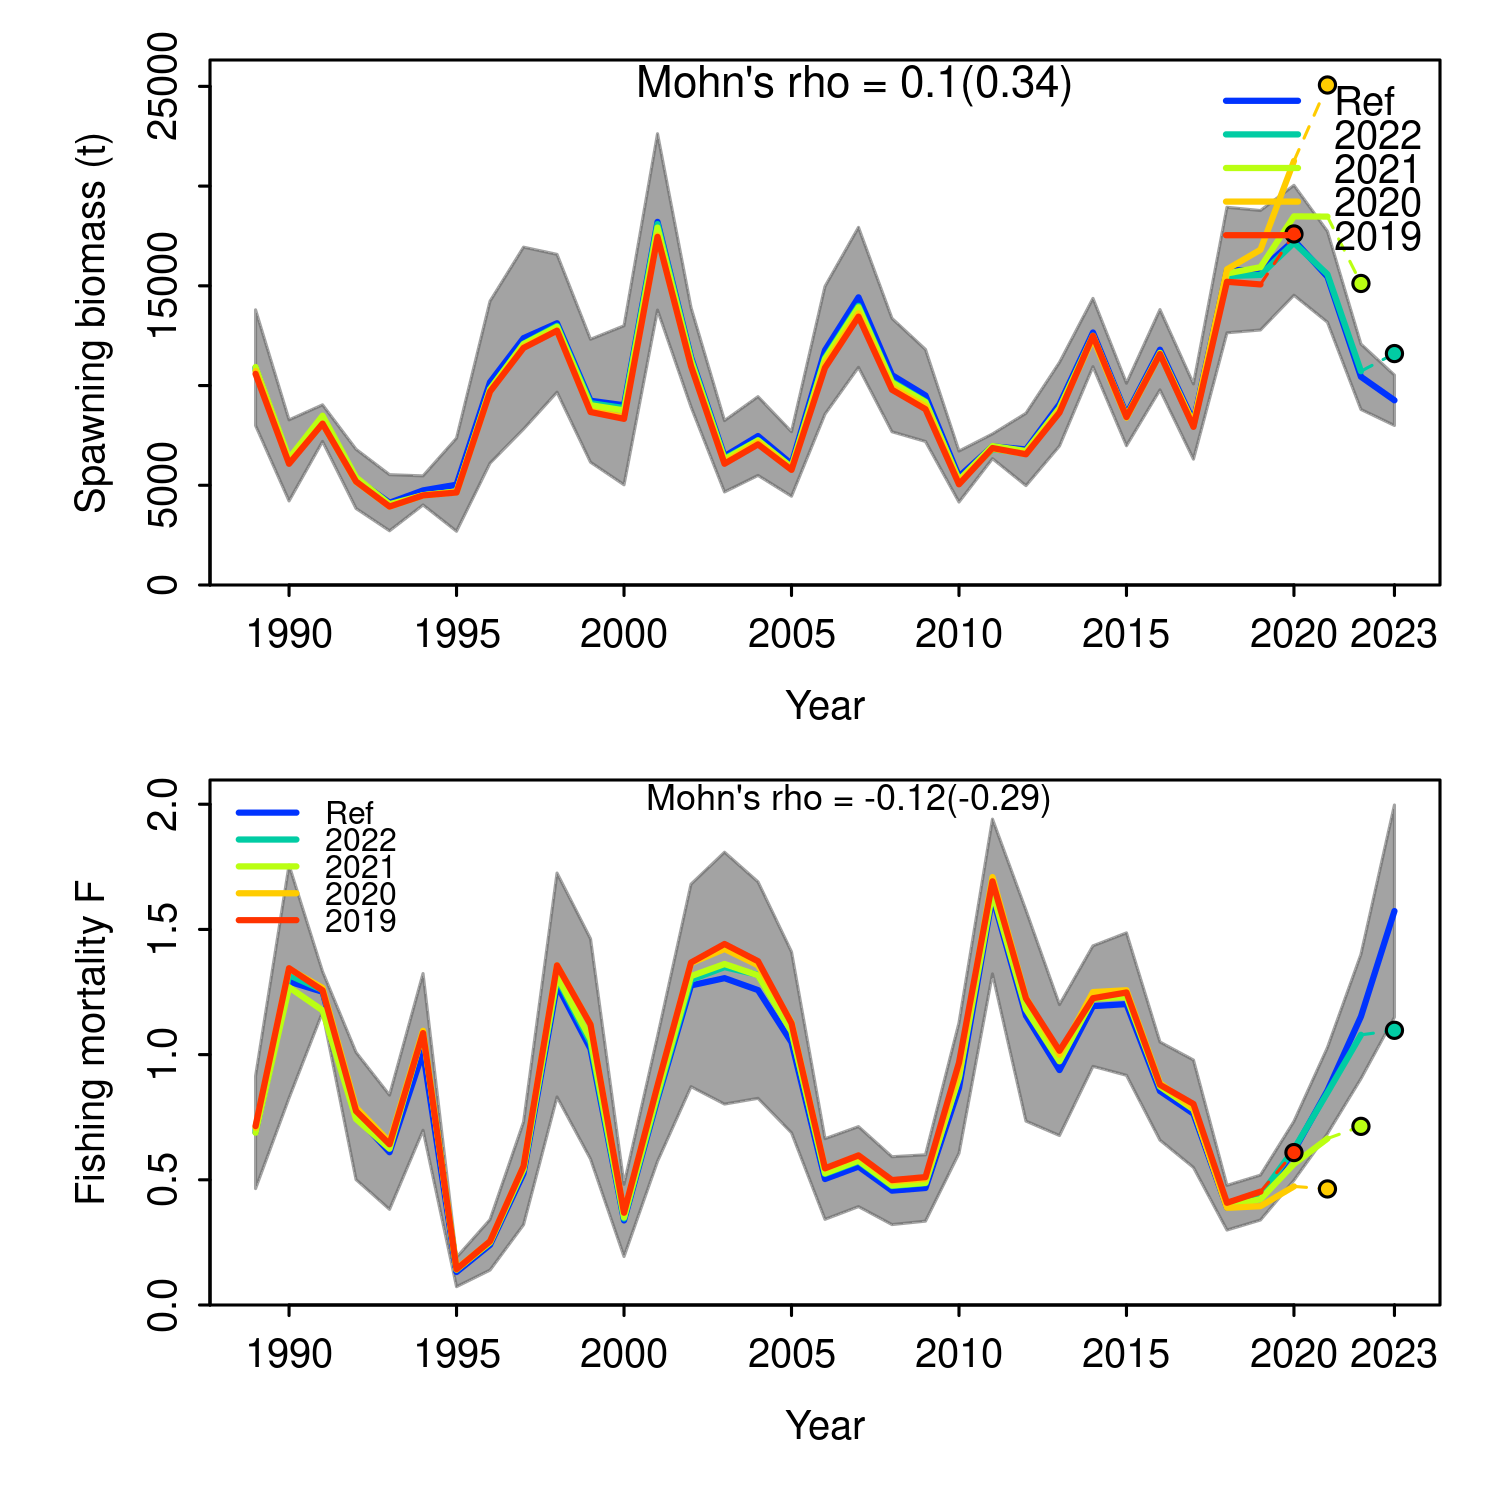 Mohn's rho = 0.1(0.34)
Ref
2022
2021
2020
2019
Spawning biomass (t)
25000
15000
5000
0
1990 1995 2000 2005 2010 2015 2020 2023
Year
Mohn's rho = -0.12(-0.29)
Ref
2022
2021
2020
2019
Fishing mortality F
2.0
1.5
1.0
0.5
0.0
1990 1995 2000 2005 2010 2015 2020 2023
Year